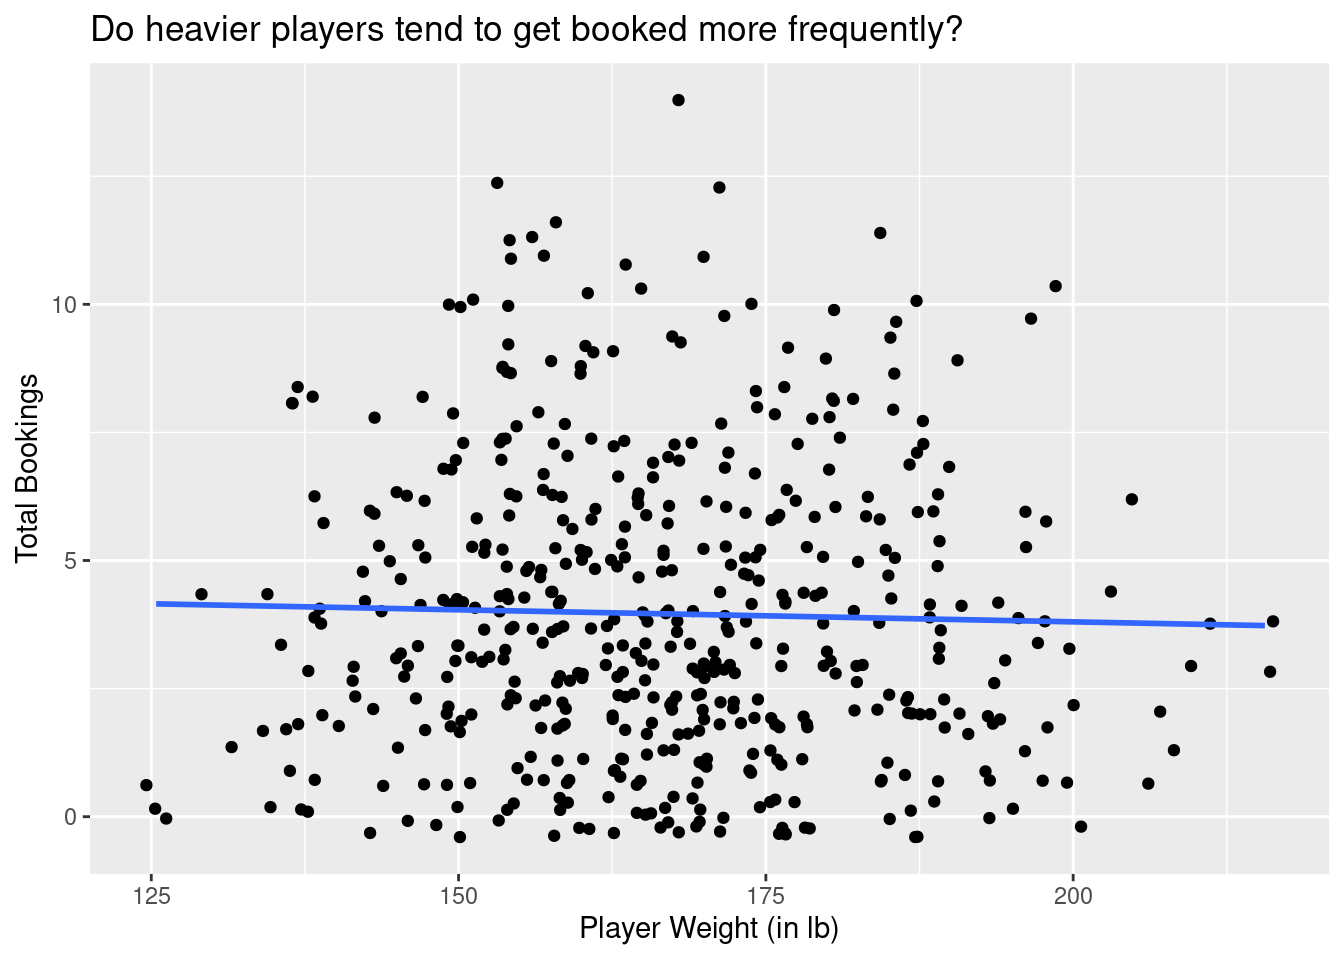 Do heavier players tend to get booked more frequently?
Total Bookings
10
5
0
125 150 175 200
Player Weight (in lb)